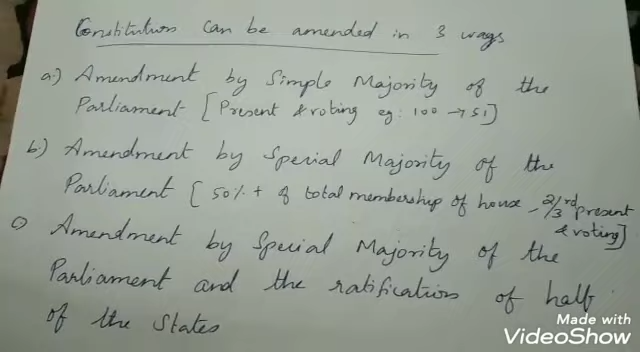 Constitution can be amended in 3 ways
a.) Amendment by Simple Majority of the
Parliament [Present & voting eg: 100 → 51]
b.) Amendment by Special Majority of the
Parliament [50% + of total membership of house - 2/3rd present
& voting]
c) Amendment by Special Majority of the
Parliament and the ratification of half
of the States
Made with
VideoShow